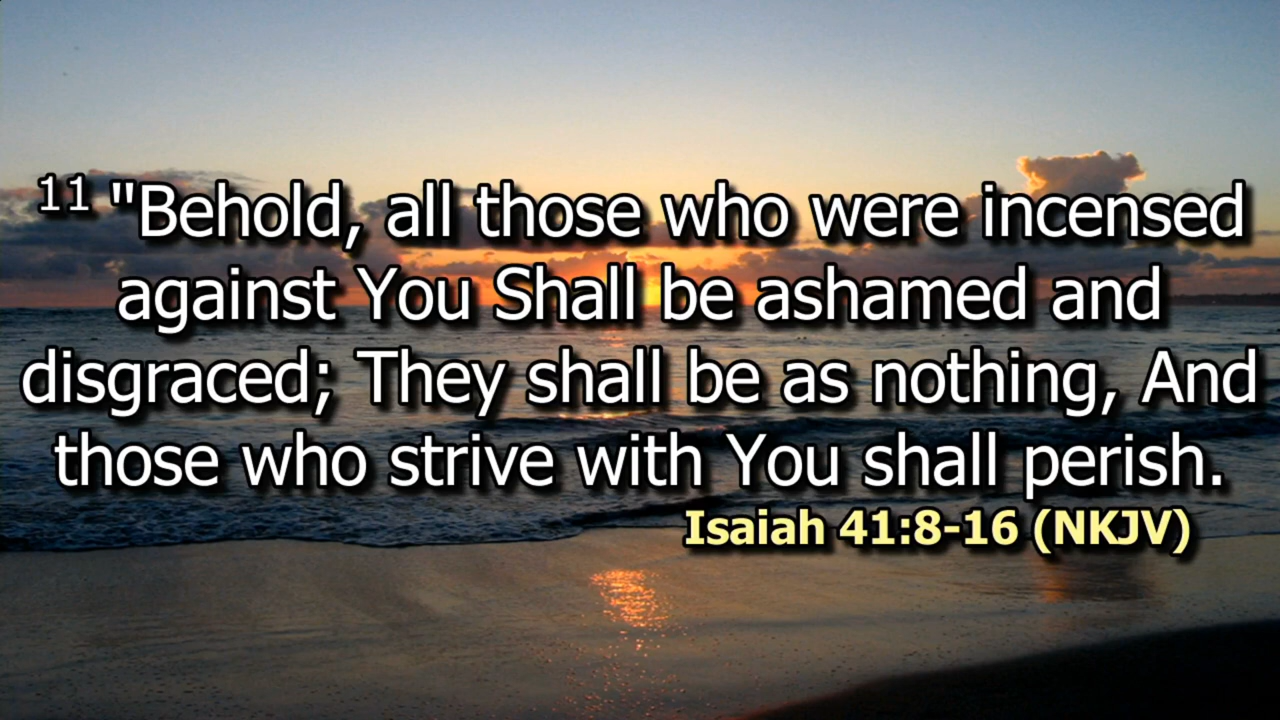 11 "Behold, all those who were incensed
against You Shall be ashamed and
disgraced; They shall be as nothing, And
those who strive with You shall perish.
Isaiah 41:8-16 (NKJV)